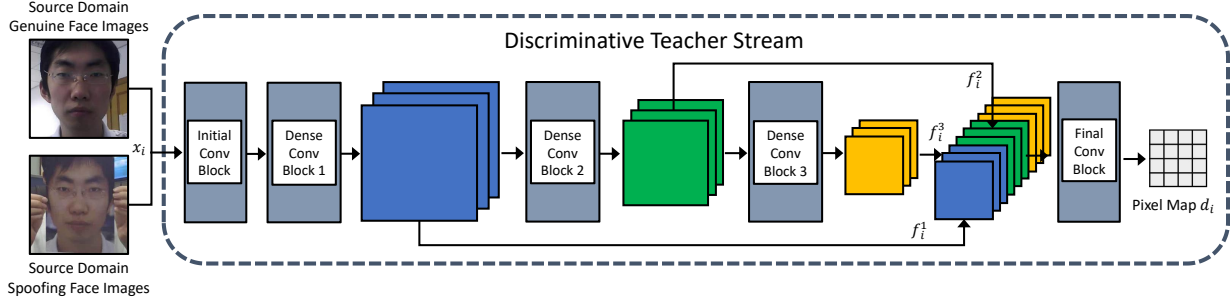 Source Domain
Genuine Face Images
Discriminative Teacher Stream
x_i
Initial
Conv
Block
Dense
Conv
Block 1
Dense
Conv
Block 2
Dense
Conv
Block 3
f_i^2
f_i^3
f_i^1
Final
Conv
Block
Pixel Map d_i
Source Domain
Spoofing Face Images